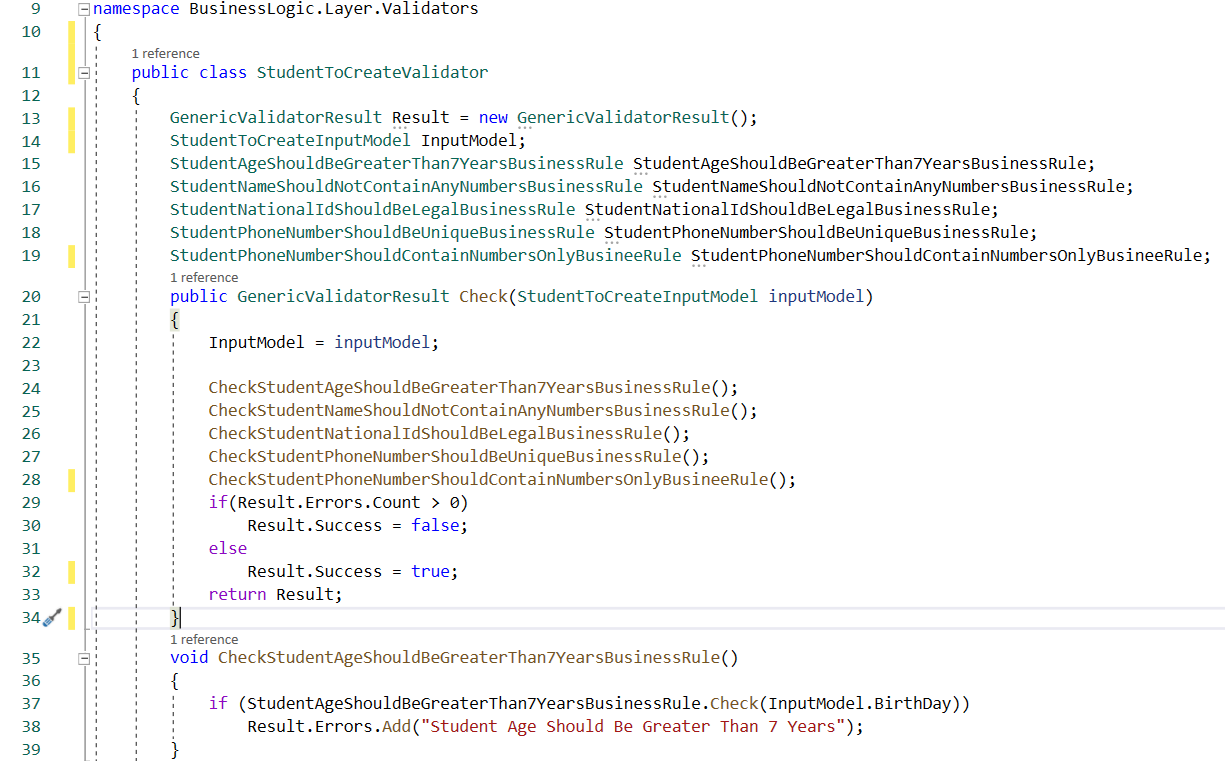 9 namespace BusinessLogic.Layer.Validators
10 {
1 reference
11 public class StudentToCreateValidator
12 {
13 GenericValidatorResult Result = new GenericValidatorResult();
14 StudentToCreateInputModel InputModel;
15 StudentAgeShouldBeGreaterThan7YearsBusinessRule StudentAgeShouldBeGreaterThan7YearsBusinessRule;
16 StudentNameShouldNotContainAnyNumbersBusinessRule StudentNameShouldNotContainAnyNumbersBusinessRule;
17 StudentNationalIdShouldBeLegalBusinessRule StudentNationalIdShouldBeLegalBusinessRule;
18 StudentPhoneNumberShouldBeUniqueBusinessRule StudentPhoneNumberShouldBeUniqueBusinessRule;
19 StudentPhoneNumberShouldContainNumbersOnlyBusineeRule StudentPhoneNumberShouldContainNumbersOnlyBusineeRule;
1 reference
20 public GenericValidatorResult Check(StudentToCreateInputModel inputModel)
21 {
22 InputModel = inputModel;
23
24 CheckStudentAgeShouldBeGreaterThan7YearsBusinessRule();
25 CheckStudentNameShouldNotContainAnyNumbersBusinessRule();
26 CheckStudentNationalIdShouldBeLegalBusinessRule();
27 CheckStudentPhoneNumberShouldBeUniqueBusinessRule();
28 CheckStudentPhoneNumberShouldContainNumbersOnlyBusineeRule();
29 if(Result.Errors.Count > 0)
30 Result.Success = false;
31 else
32 Result.Success = true;
33 return Result;
34 }
1 reference
35 void CheckStudentAgeShouldBeGreaterThan7YearsBusinessRule()
36 {
37 if (StudentAgeShouldBeGreaterThan7YearsBusinessRule.Check(InputModel.BirthDay))
38 Result.Errors.Add("Student Age Should Be Greater Than 7 Years");
39 }